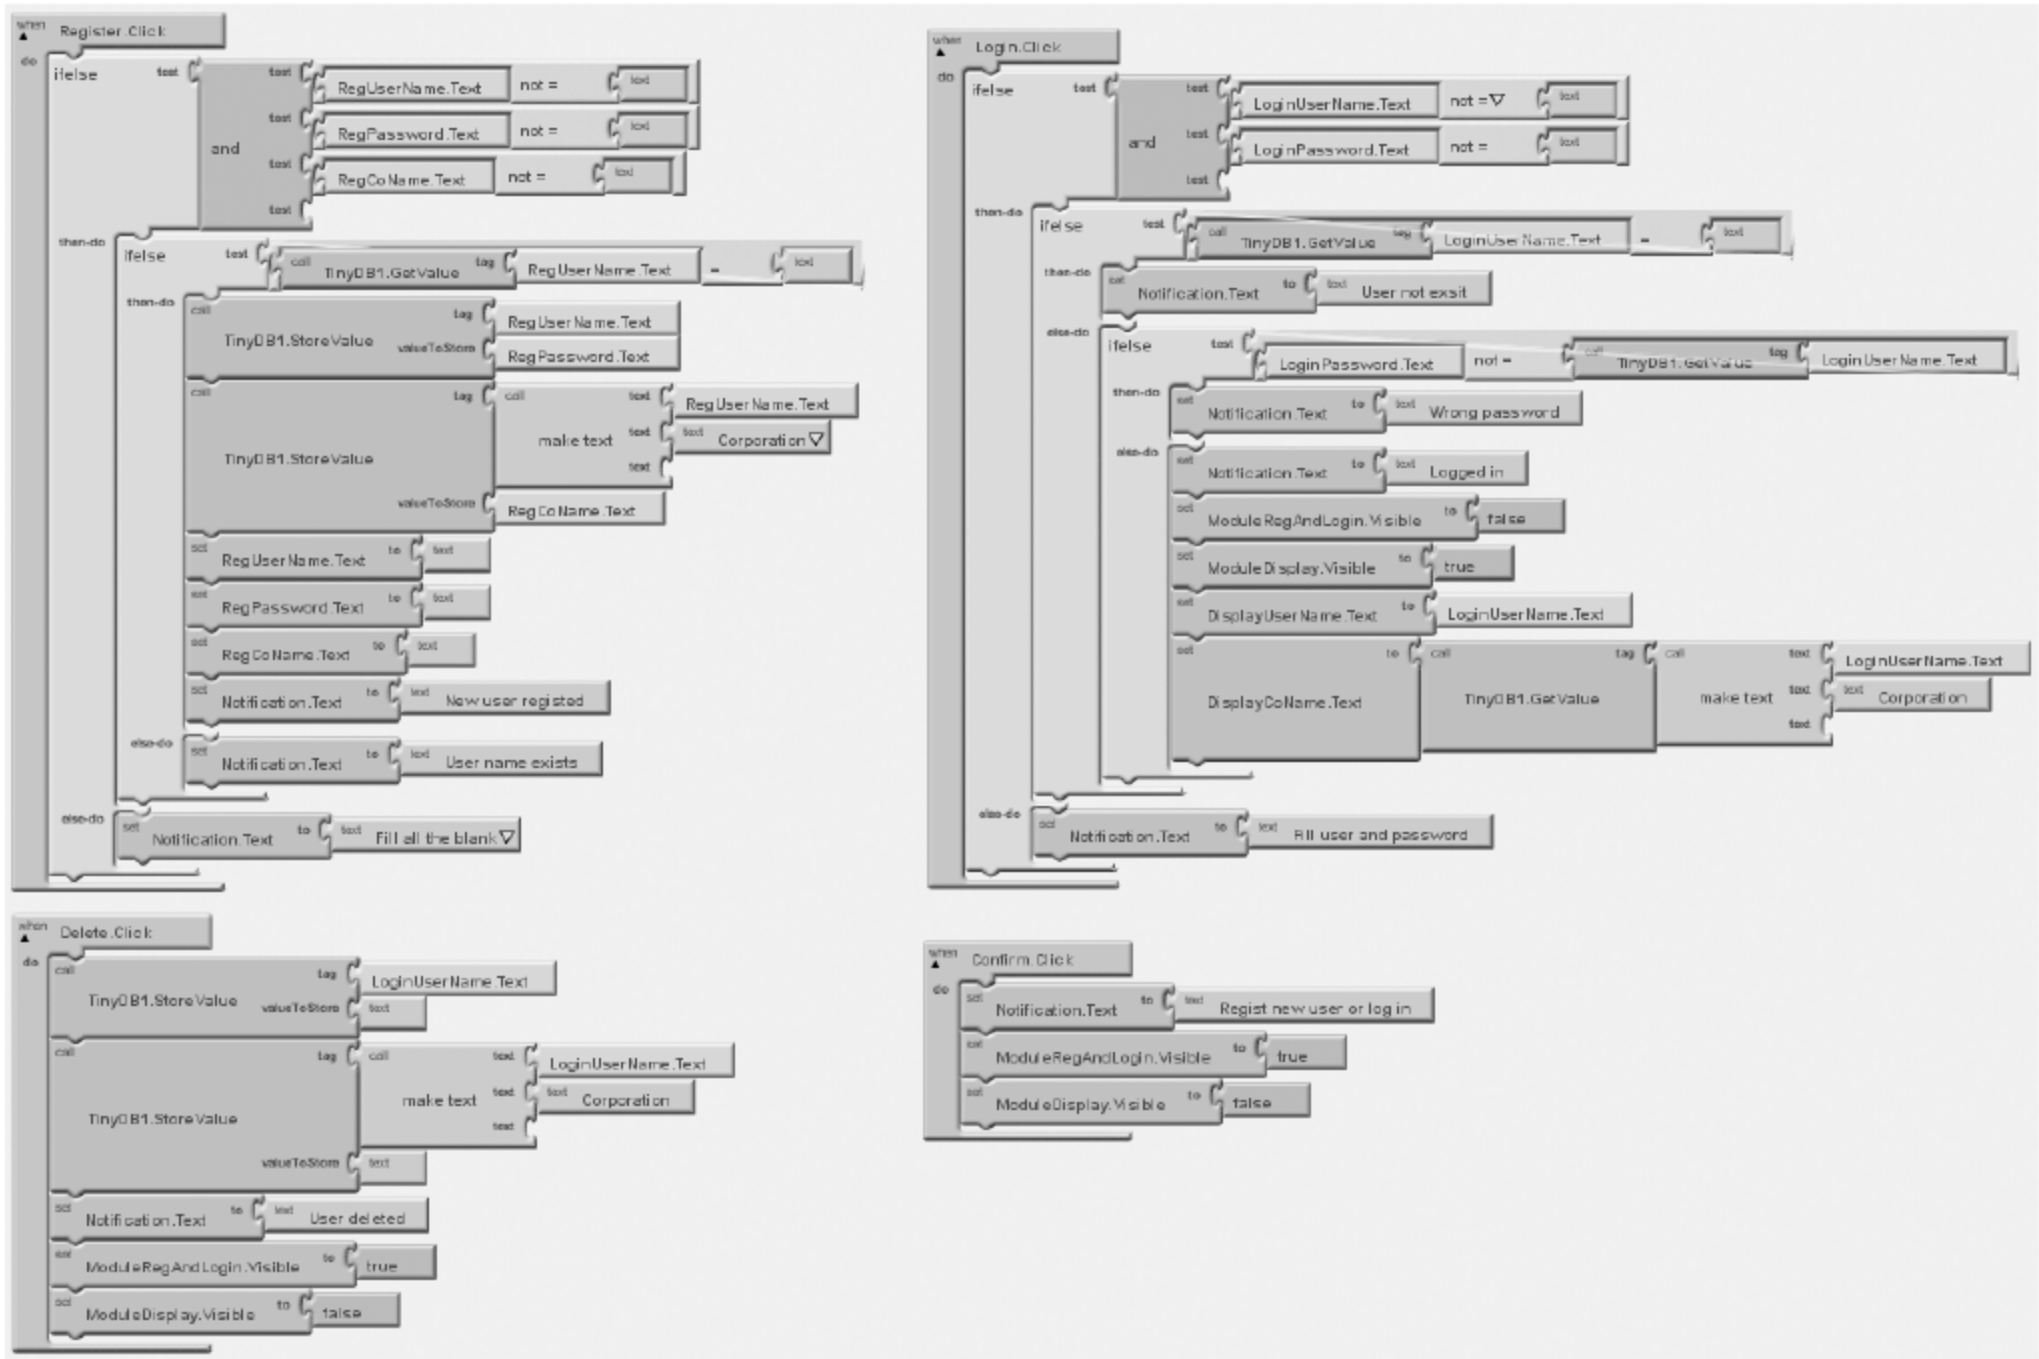 when Register.Click
do
ifelse test test RegUserName.Text not = text
test RegPassword.Text not = text
and
test RegCoName.Text not = text
test
then-do
ifelse test call TinyDB1.GetValue tag RegUserName.Text = text
then-do
call TinyDB1.StoreValue tag RegUserName.Text
valueToStore RegPassword.Text
call TinyDB1.StoreValue tag call make text text RegUserName.Text
text text Corporation
text
valueToStore RegCoName.Text
set RegUserName.Text to text
set RegPassword.Text to text
set RegCoName.Text to text
set Notification.Text to text New user registed
else-do
set Notification.Text to text User name exists
else-do
set Notification.Text to text Fill all the blank
when Login.Click
do
ifelse test test LoginUserName.Text not = text
and
test LoginPassword.Text not = text
test
then-do
ifelse test call TinyDB1.GetValue tag LoginUserName.Text = text
then-do
set Notification.Text to text User not exsit
else-do
ifelse test LoginPassword.Text not = call TinyDB1.GetValue tag LoginUserName.Text
then-do
set Notification.Text to text Wrong password
else-do
set Notification.Text to text Logged in
set ModuleRegAndLogin.Visible to false
set ModuleDisplay.Visible to true
set DisplayUserName.Text to LoginUserName.Text
set DisplayCoName.Text to call TinyDB1.GetValue tag call make text text LoginUserName.Text
text text Corporation
text
else-do
set Notification.Text to text Fill user and password
when Delete.Click
do
call TinyDB1.StoreValue tag LoginUserName.Text
valueToStore text
call TinyDB1.StoreValue tag call make text text LoginUserName.Text
text text Corporation
text
valueToStore text
set Notification.Text to text User deleted
set ModuleRegAndLogin.Visible to true
set ModuleDisplay.Visible to false
when Confirm.Click
do
set Notification.Text to text Regist new user or log in
set ModuleRegAndLogin.Visible to true
set ModuleDisplay.Visible to false